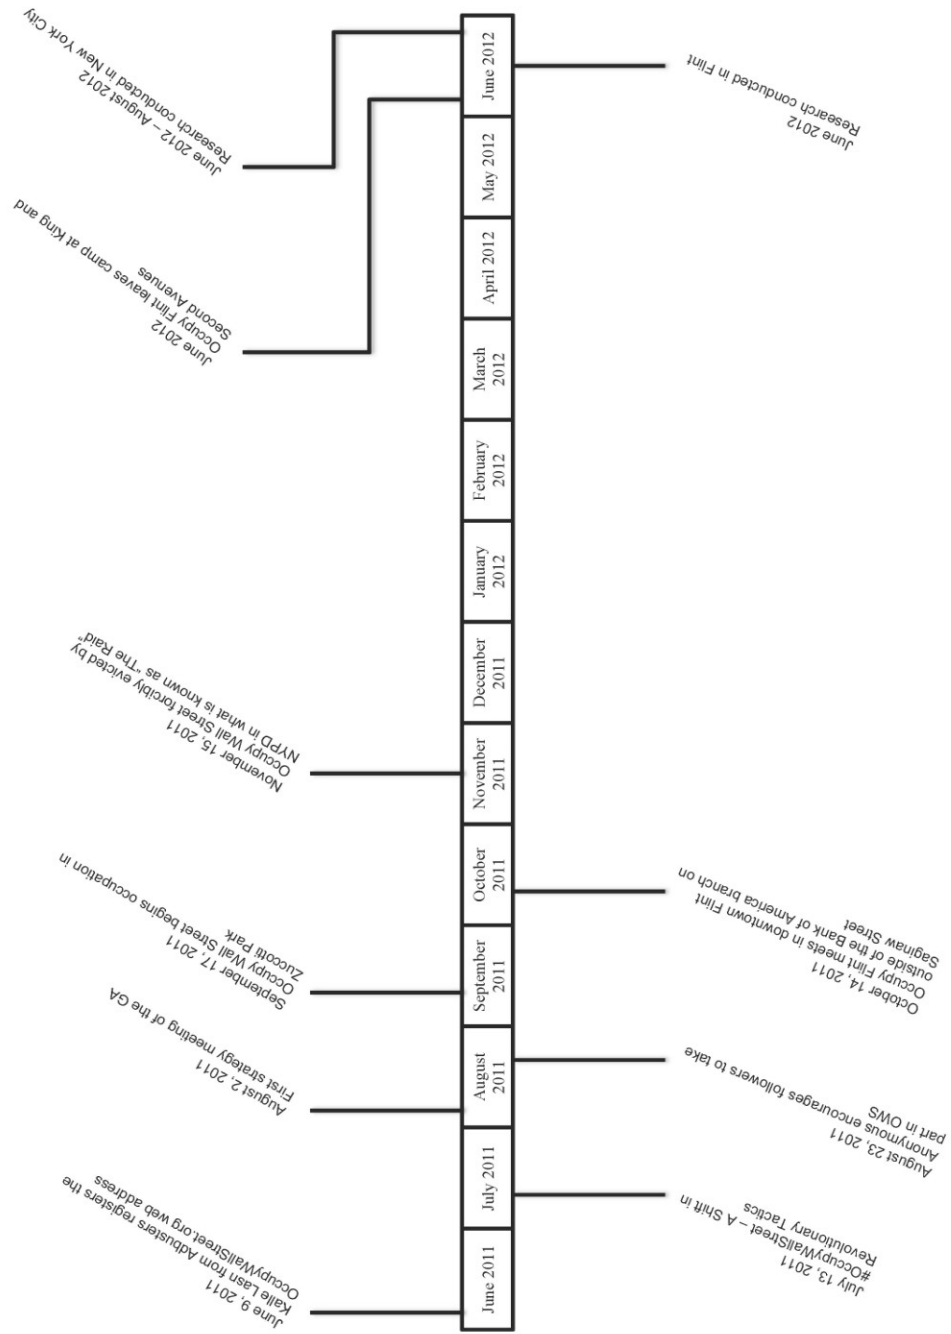 June 9, 2011
Kalle Lasn from Adbusters registers the
OccupyWallStreet.org web address
August 2, 2011
First strategy meeting of the GA
September 17, 2011
Occupy Wall Street begins occupation in
Zuccotti Park
November 15, 2011
Occupy Wall Street forcibly evicted by
NYPD in what is known as "The Raid"
June 2012
Occupy Flint leaves camp at King and
Second Avenues
June 2012 – August 2012
Research conducted in New York City
June 2011
July 2011
August
2011
September
2011
October
2011
November
2011
December
2011
January
2012
February
2012
March
2012
April 2012
May 2012
June 2012
July 13, 2011
#OccupyWallStreet – A Shift in
Revolutionary Tactics
August 23, 2011
Anonymous encourages followers to take
part in OWS
October 14, 2011
Occupy Flint meets in downtown Flint
outside of the Bank of America branch on
Saginaw Street
June 2012
Research conducted in Flint